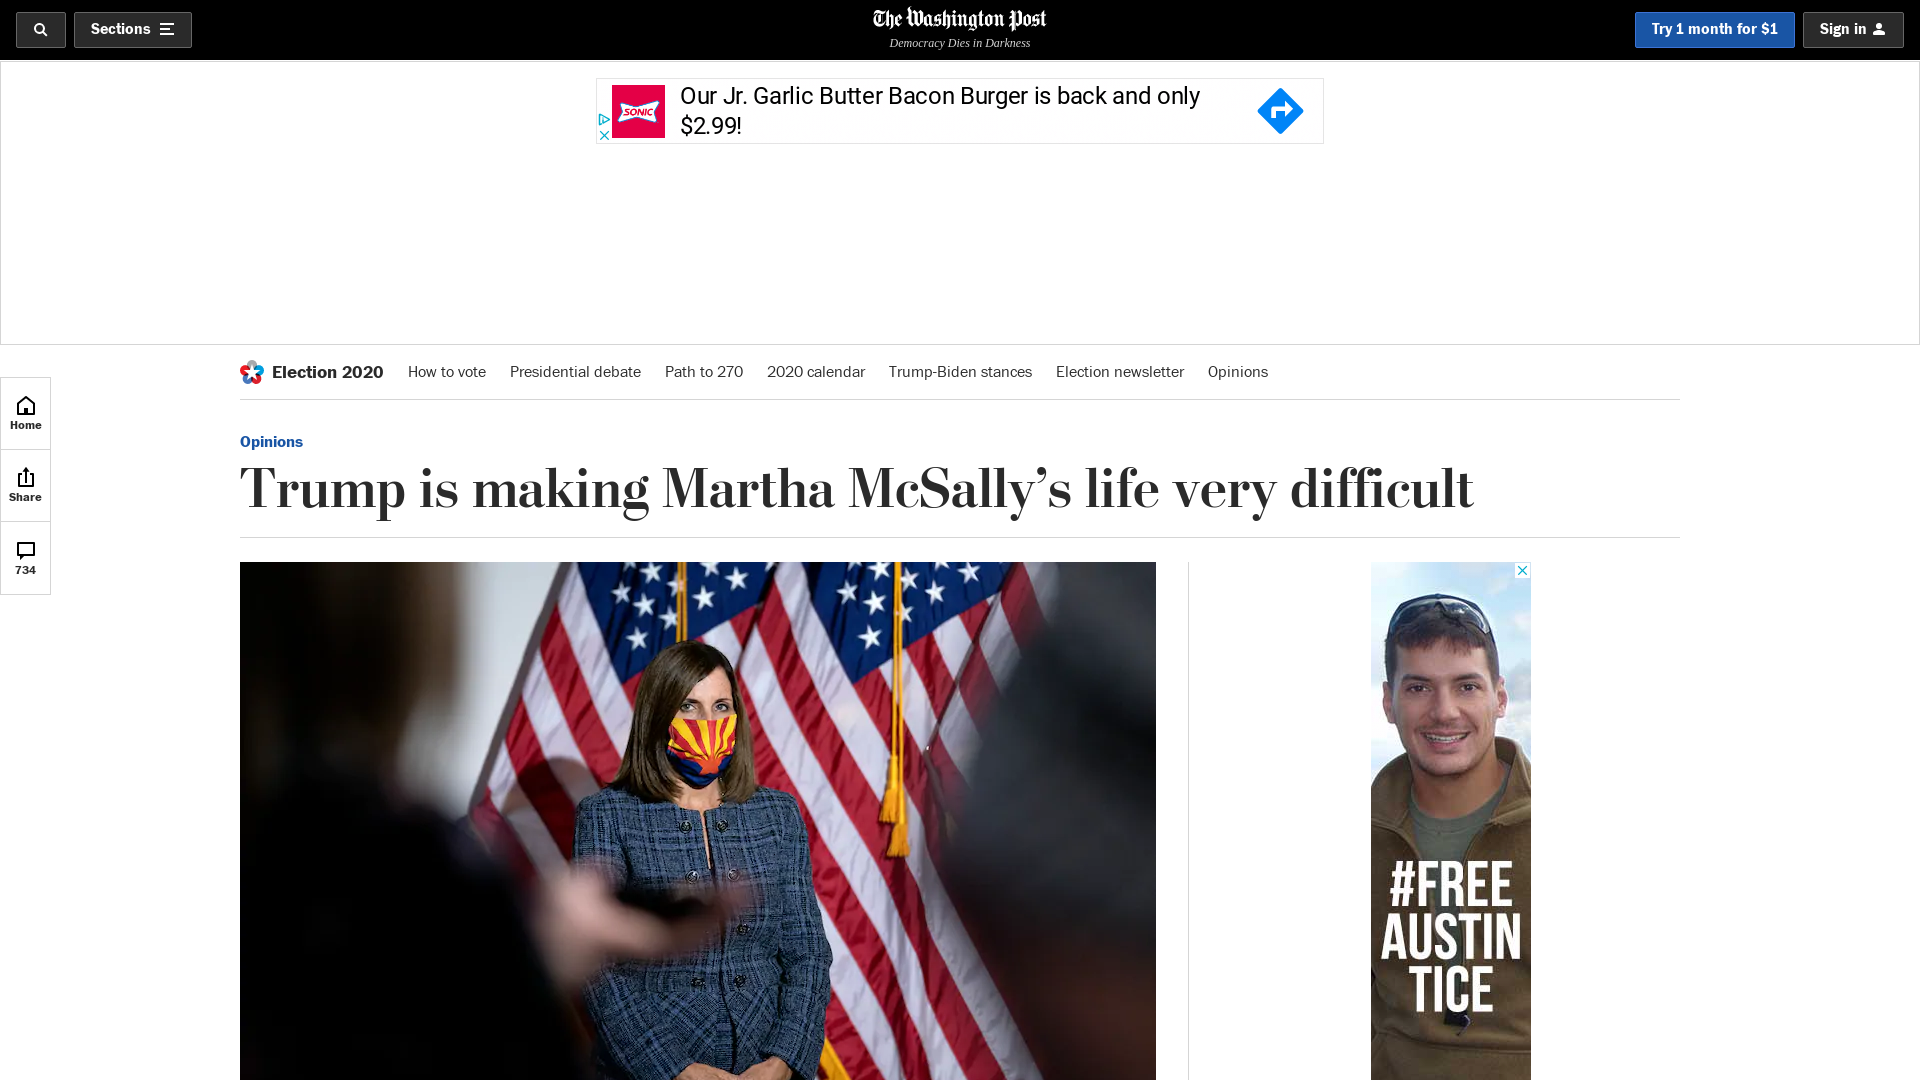 Sections
The Washington Post
Democracy Dies in Darkness
Try 1 month for $1
Sign in
SONIC
Our Jr. Garlic Butter Bacon Burger is back and only
$2.99!
Election 2020
How to vote
Presidential debate
Path to 270
2020 calendar
Trump-Biden stances
Election newsletter
Opinions
Home
Share
734
Opinions
Trump is making Martha McSally’s life very difficult
#FREE
AUSTIN
TICE